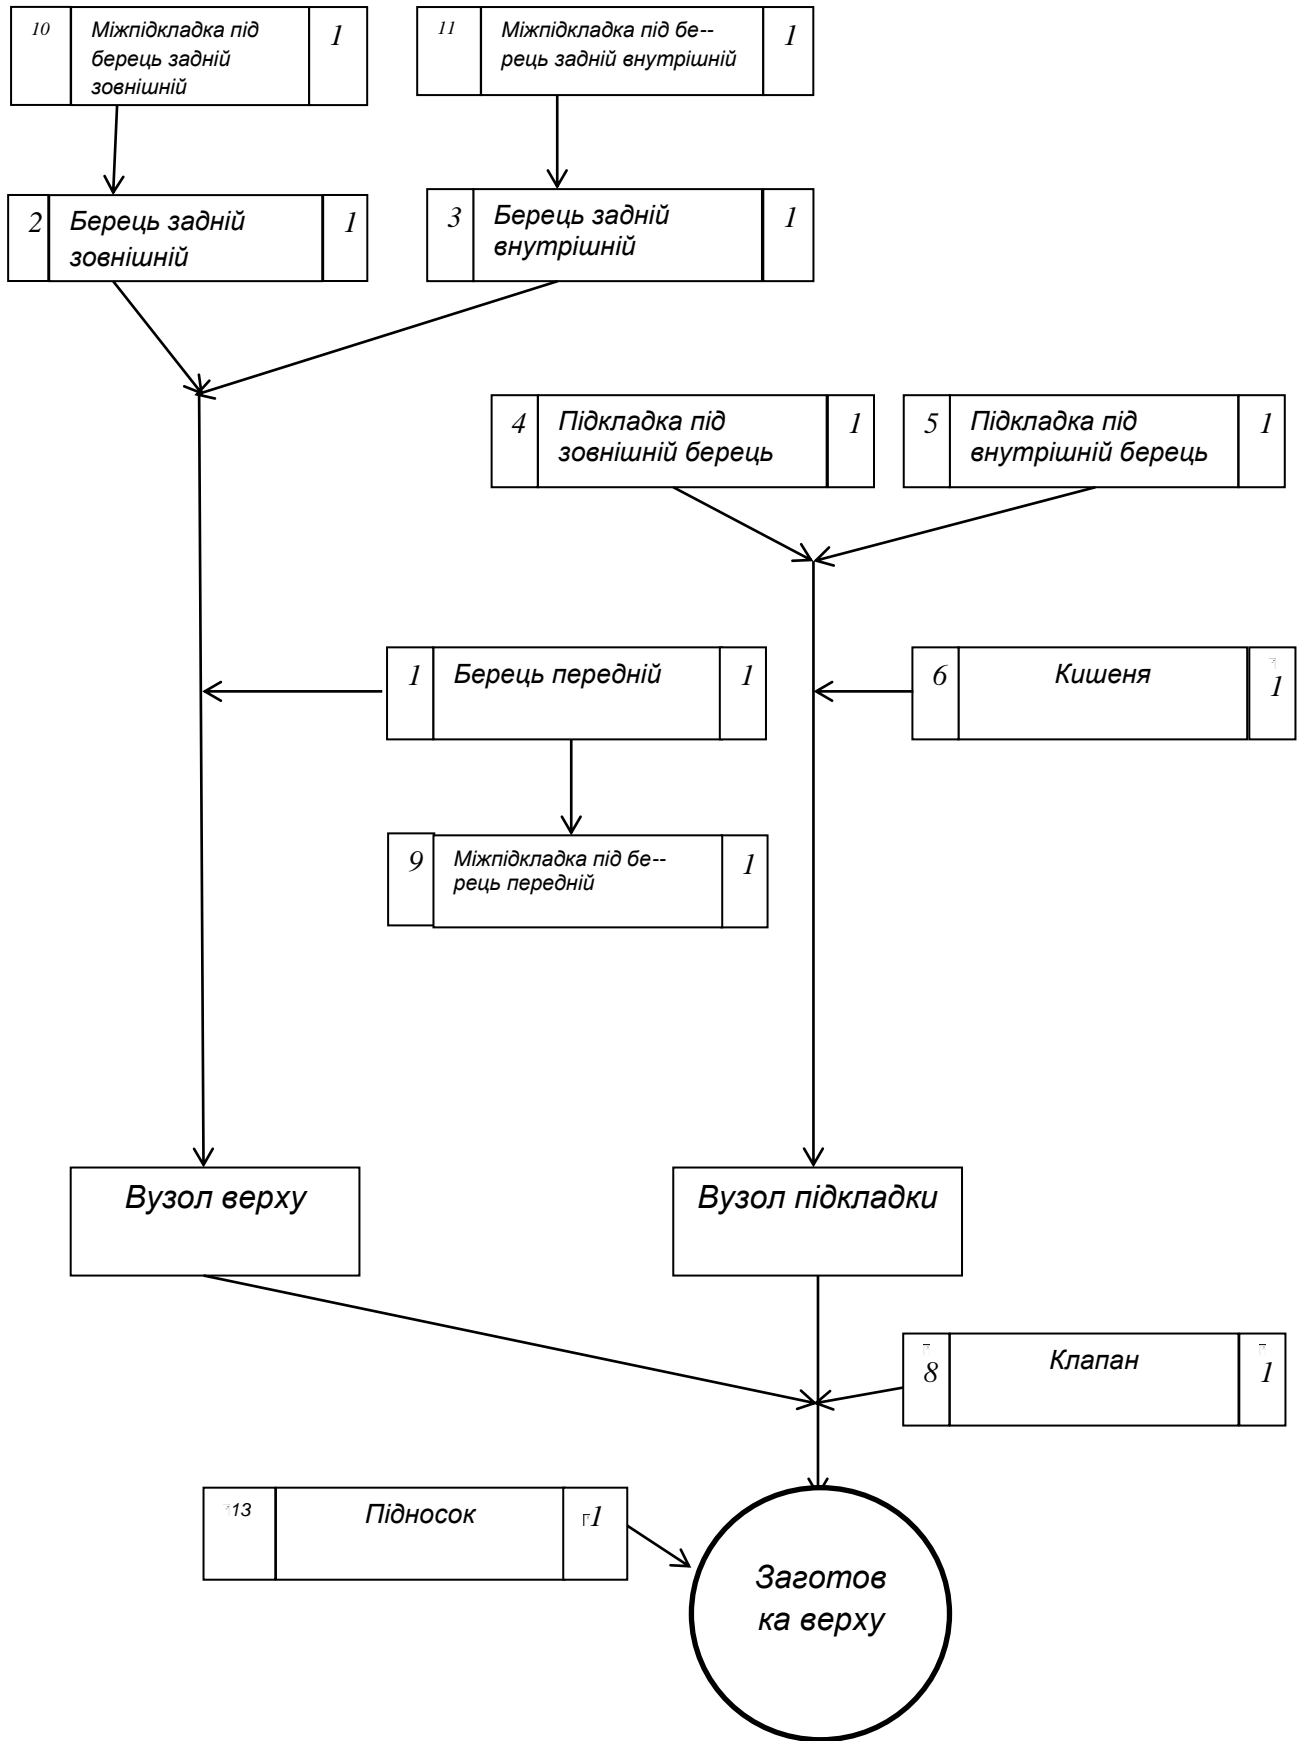 10
Міжпідкладка під
берець задній
зовнішній
1
11
Міжпідкладка під бе--
рець задній внутрішній
1
2
Берець задній
зовнішній
1
3
Берець задній
внутрішній
1
4
Підкладка під
зовнішній берець
1
5
Підкладка під
внутрішній берець
1
1
Берець передній
1
6
Кишеня
1
9
Міжпідкладка під бе--
рець передній
1
Вузол верху
Вузол підкладки
8
Клапан
1
13
Підносок
1
Заготов
ка верху